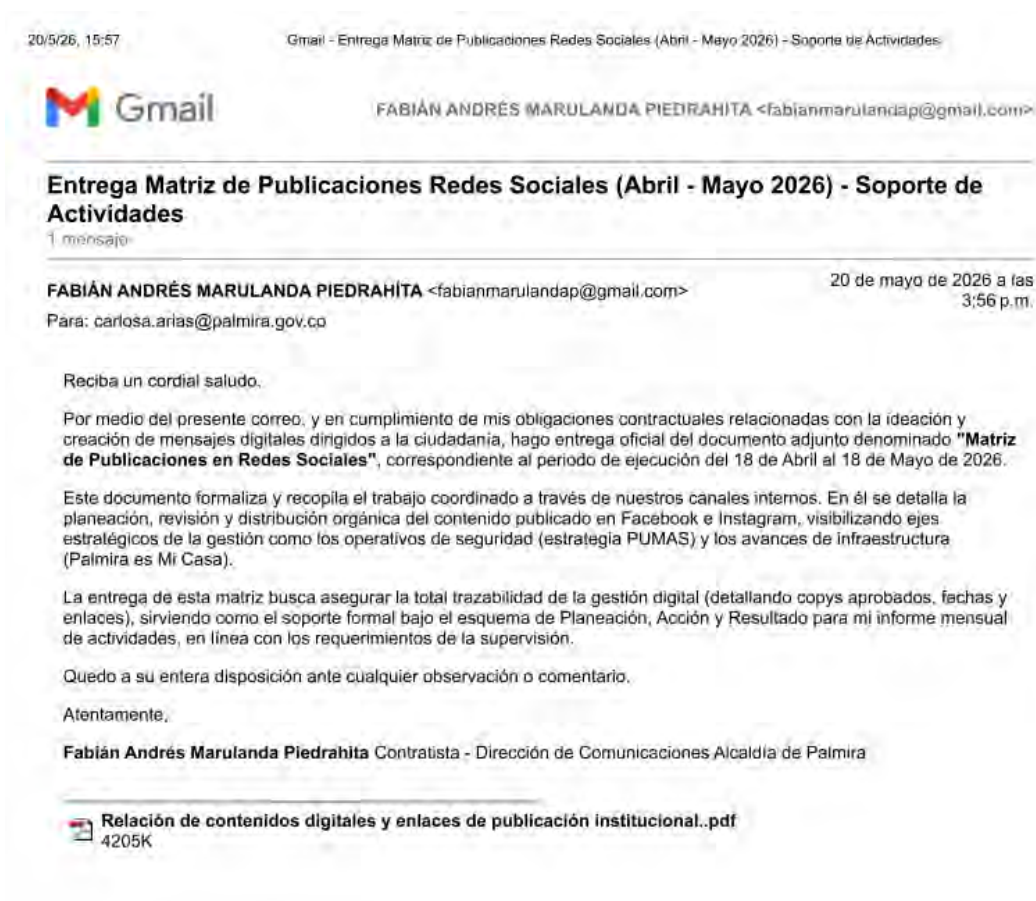 20/5/26, 15:57
Gmail - Entrega Matriz de Publicaciones Redes Sociales (Abril - Mayo 2026) - Soporte de Actividades
Gmail
FABIÁN ANDRÉS MARULANDA PIEDRAHITA <fabianmarulandap@gmail.com>
Entrega Matriz de Publicaciones Redes Sociales (Abril - Mayo 2026) - Soporte de
Actividades
1 mensaje
FABIÁN ANDRÉS MARULANDA PIEDRAHITA <fabianmarulandap@gmail.com>
20 de mayo de 2026 a las
3:56 p.m.
Para: carlosa.arias@palmira.gov.co
Reciba un cordial saludo.
Por medio del presente correo, y en cumplimiento de mis obligaciones contractuales relacionadas con la ideación y
creación de mensajes digitales dirigidos a la ciudadanía, hago entrega oficial del documento adjunto denominado "Matriz
de Publicaciones en Redes Sociales", correspondiente al periodo de ejecución del 18 de Abril al 18 de Mayo de 2026.
Este documento formaliza y recopila el trabajo coordinado a través de nuestros canales internos. En él se detalla la
planeación, revisión y distribución orgánica del contenido publicado en Facebook e Instagram, visibilizando ejes
estratégicos de la gestión como los operativos de seguridad (estrategia PUMAS) y los avances de infraestructura
(Palmira es Mi Casa).
La entrega de esta matriz busca asegurar la total trazabilidad de la gestión digital (detallando copys aprobados, fechas y
enlaces), sirviendo como el soporte formal bajo el esquema de Planeación, Acción y Resultado para mi informe mensual
de actividades, en línea con los requerimientos de la supervisión.
Quedo a su entera disposición ante cualquier observación o comentario.
Atentamente,
Fabián Andrés Marulanda Piedrahita Contratista - Dirección de Comunicaciones Alcaldía de Palmira
Relación de contenidos digitales y enlaces de publicación institucional..pdf
4205K